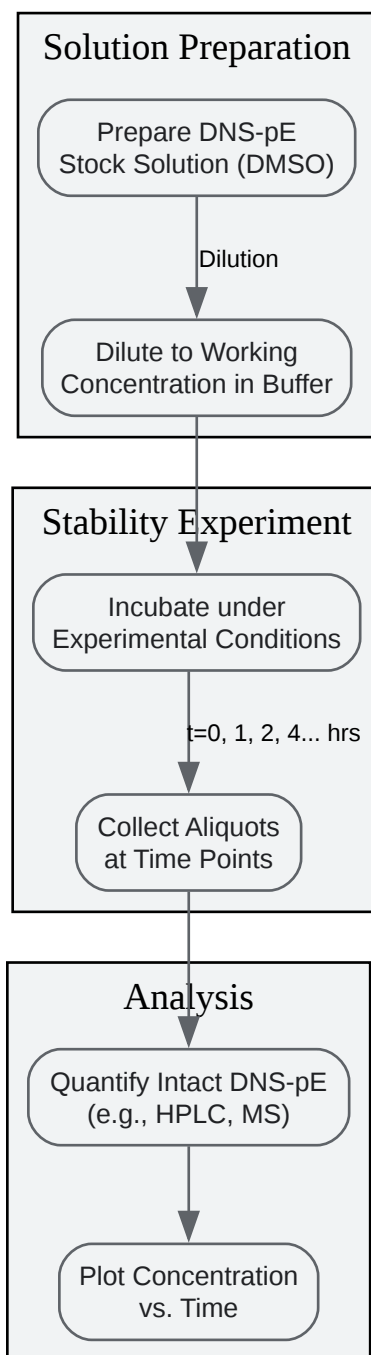 Solution Preparation
Prepare DNS-pE
Stock Solution (DMSO)
Dilution
Dilute to Working
Concentration in Buffer
Stability Experiment
Incubate under
Experimental Conditions
t=0, 1, 2, 4... hrs
Collect Aliquots
at Time Points
Analysis
Quantify Intact DNS-pE
(e.g., HPLC, MS)
Plot Concentration
vs. Time